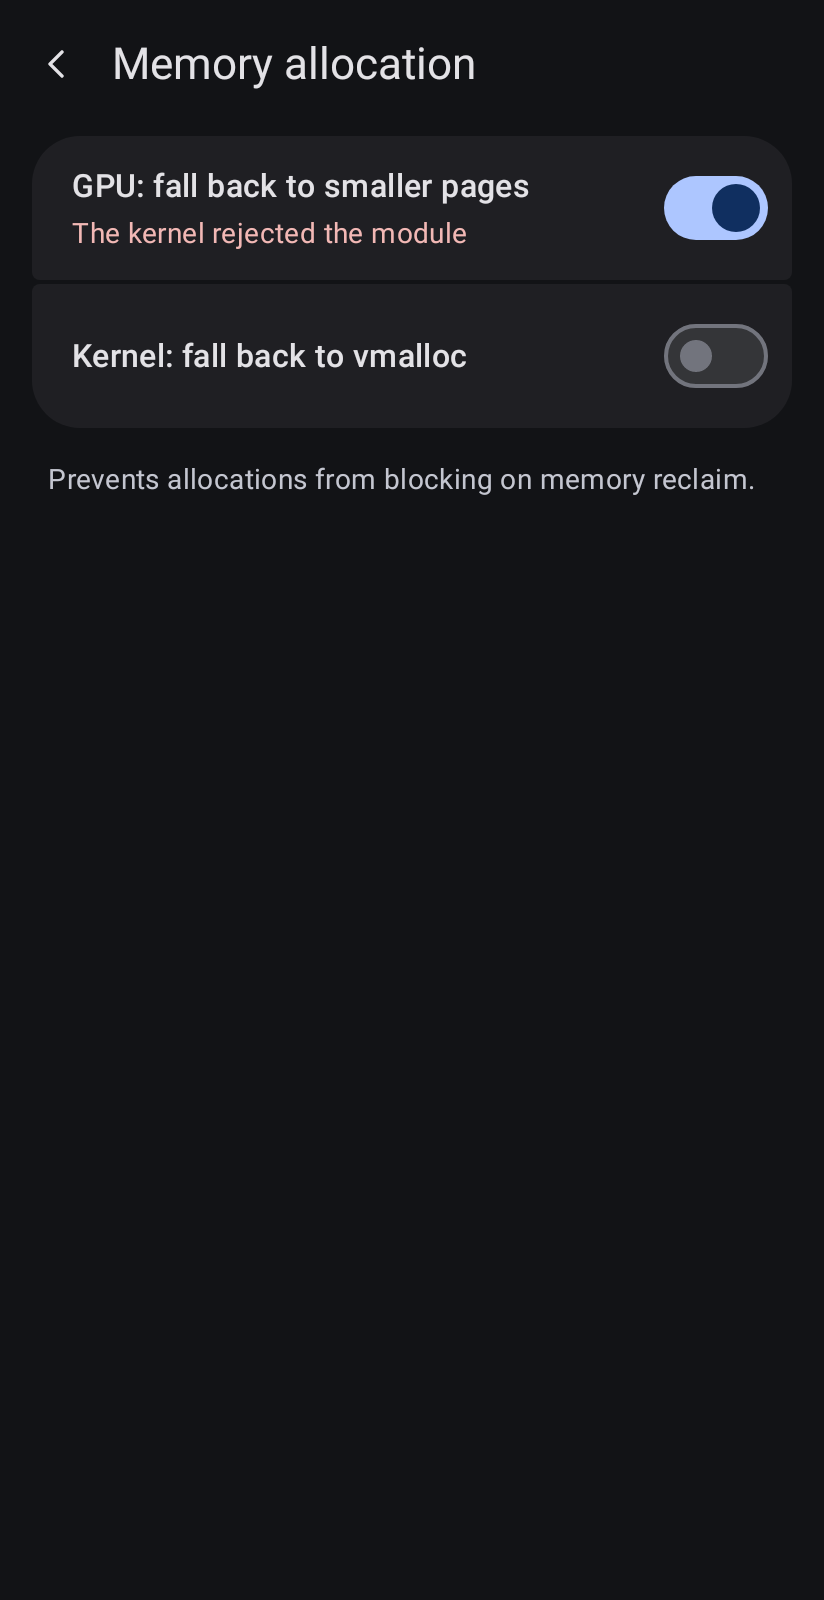 Memory allocation
GPU: fall back to smaller pages
The kernel rejected the module
Kernel: fall back to vmalloc
Prevents allocations from blocking on memory reclaim.